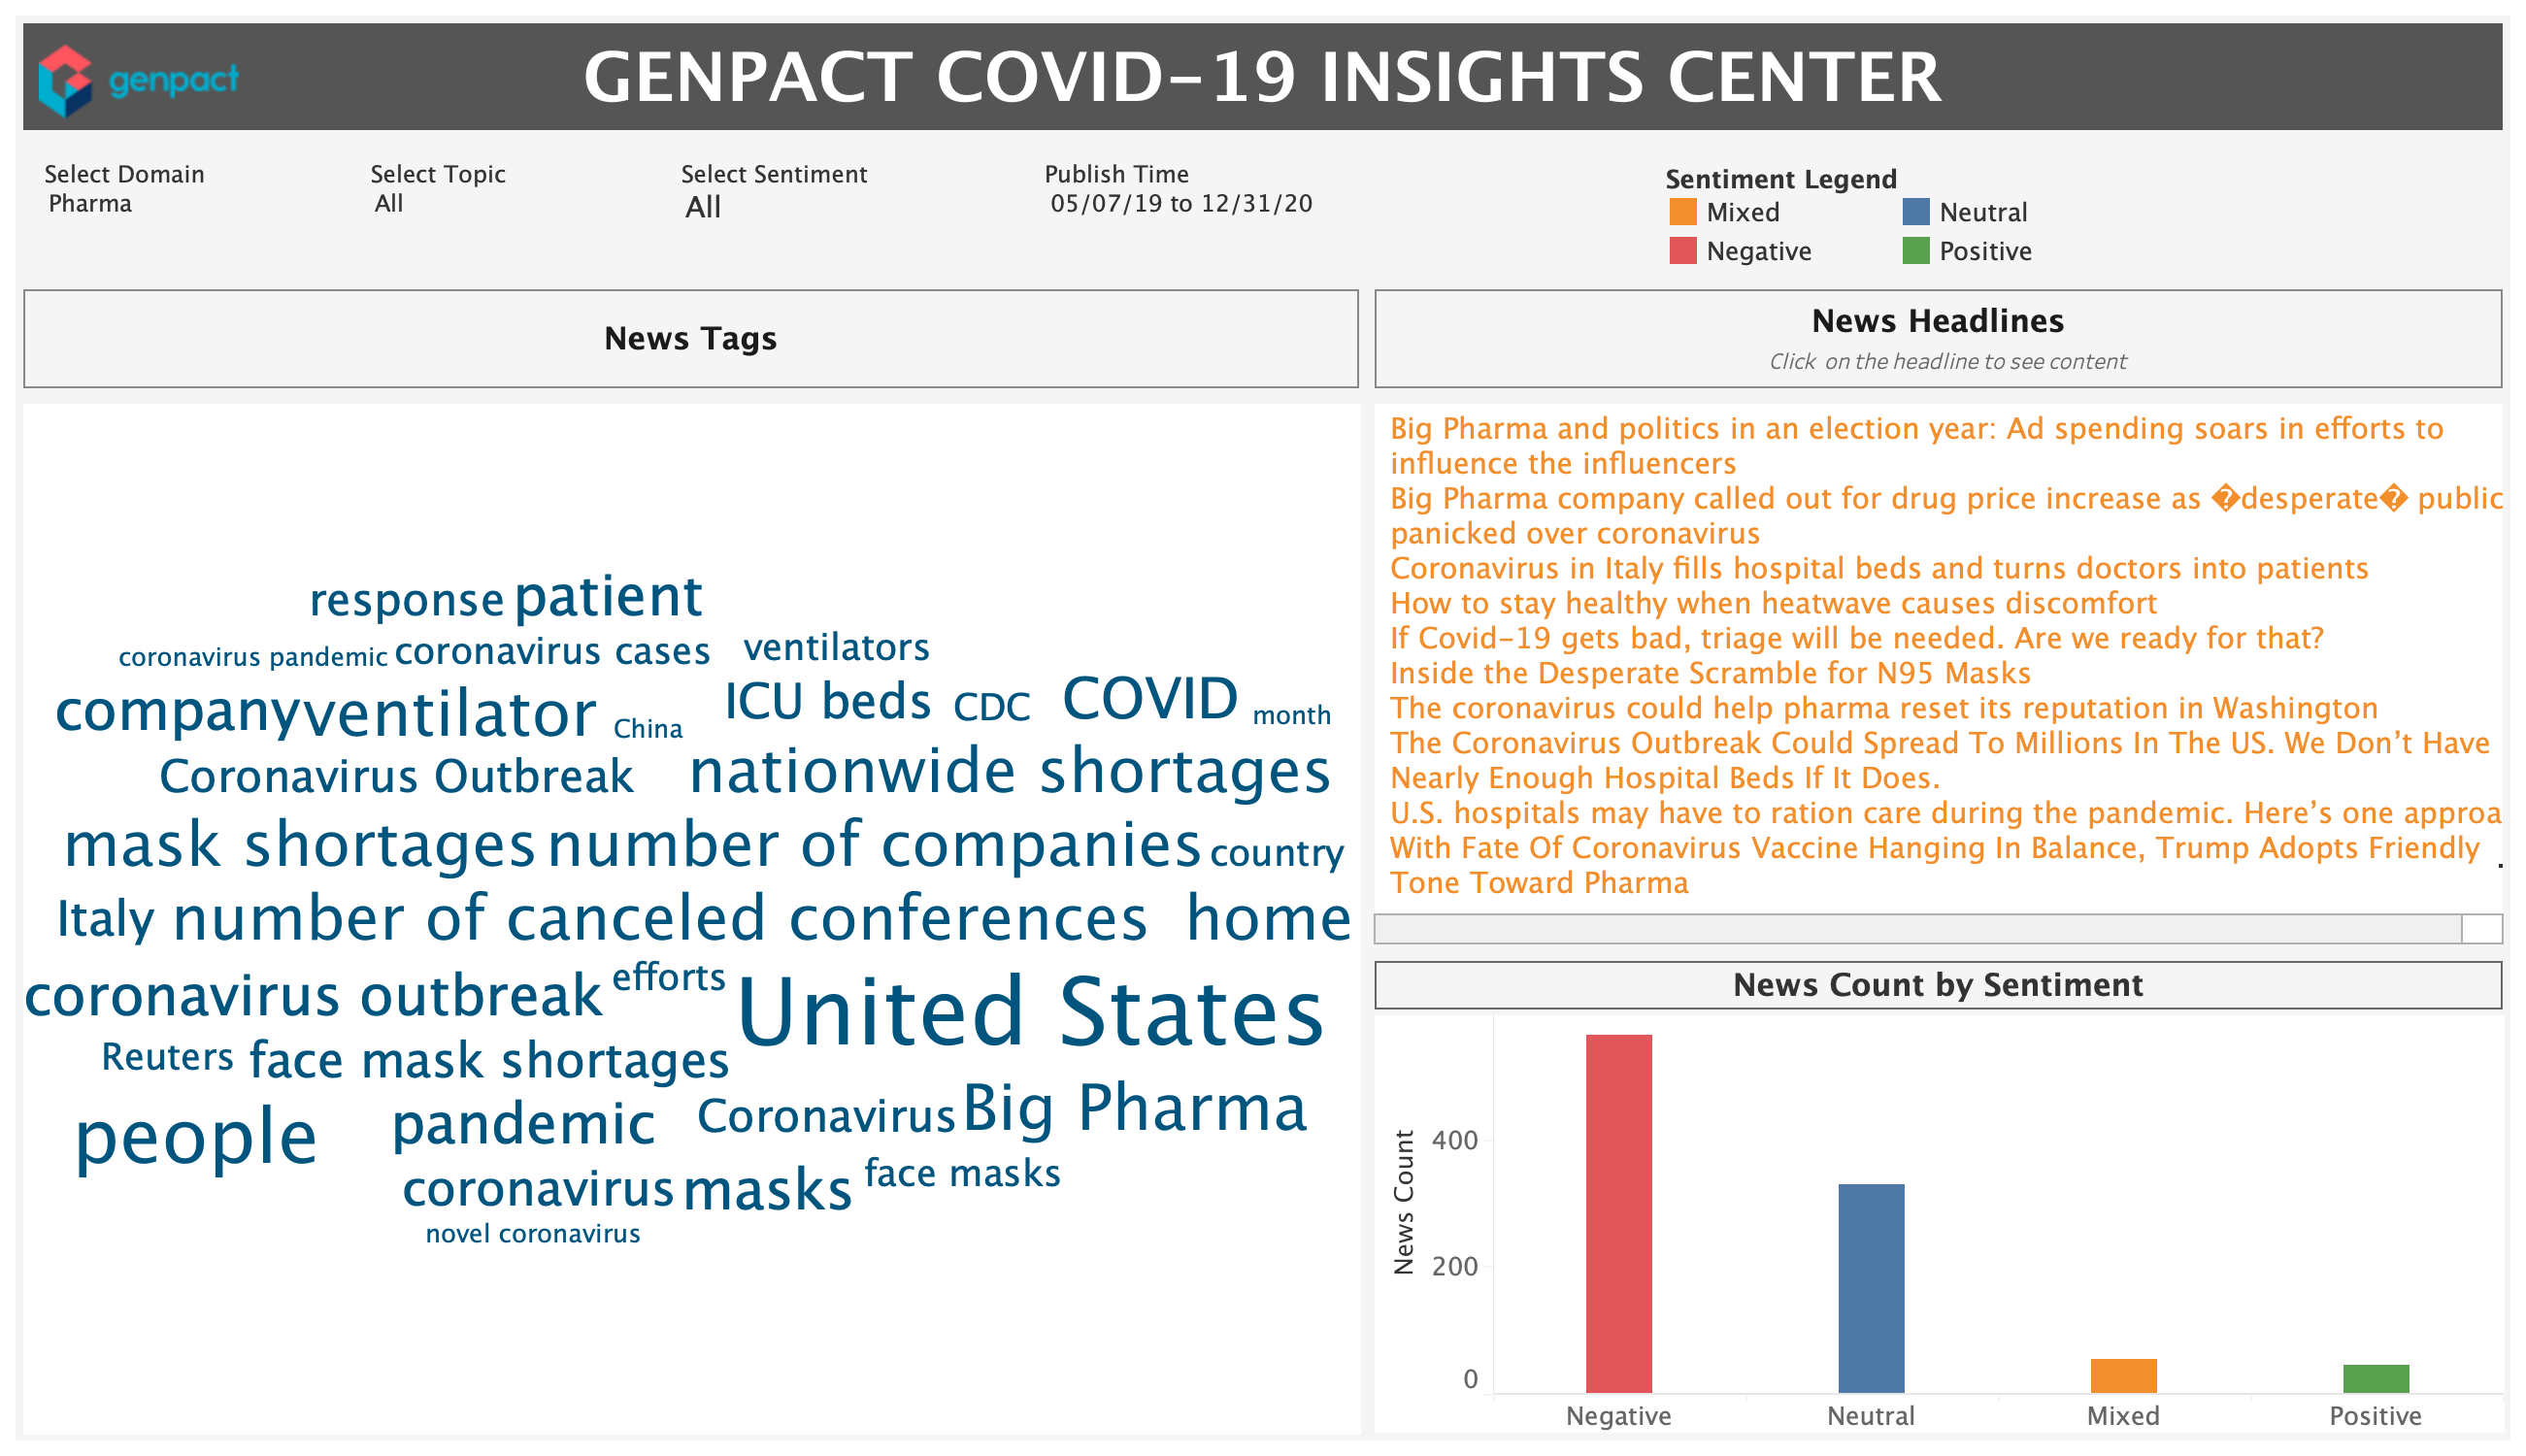 genpact
GENPACT COVID-19 INSIGHTS CENTER
Select Domain
Pharma
Select Topic
All
Select Sentiment
All
Publish Time
05/07/19 to 12/31/20
Sentiment Legend
Mixed
Neutral
Negative
Positive
News Tags
response patient
coronavirus pandemic coronavirus cases ventilators
company ventilator China ICU beds CDC COVID month
Coronavirus Outbreak nationwide shortages
mask shortages number of companies country
Italy number of canceled conferences home
coronavirus outbreak efforts United States
Reuters face mask shortages
people pandemic Coronavirus Big Pharma
coronavirus masks face masks
novel coronavirus
News Headlines
Click on the headline to see content
Big Pharma and politics in an election year: Ad spending soars in efforts to
influence the influencers
Big Pharma company called out for drug price increase as �desperate� public
panicked over coronavirus
Coronavirus in Italy fills hospital beds and turns doctors into patients
How to stay healthy when heatwave causes discomfort
If Covid-19 gets bad, triage will be needed. Are we ready for that?
Inside the Desperate Scramble for N95 Masks
The coronavirus could help pharma reset its reputation in Washington
The Coronavirus Outbreak Could Spread To Millions In The US. We Don’t Have
Nearly Enough Hospital Beds If It Does.
U.S. hospitals may have to ration care during the pandemic. Here’s one approa
With Fate Of Coronavirus Vaccine Hanging In Balance, Trump Adopts Friendly
Tone Toward Pharma
News Count by Sentiment
News Count
400
200
0
Negative
Neutral
Mixed
Positive